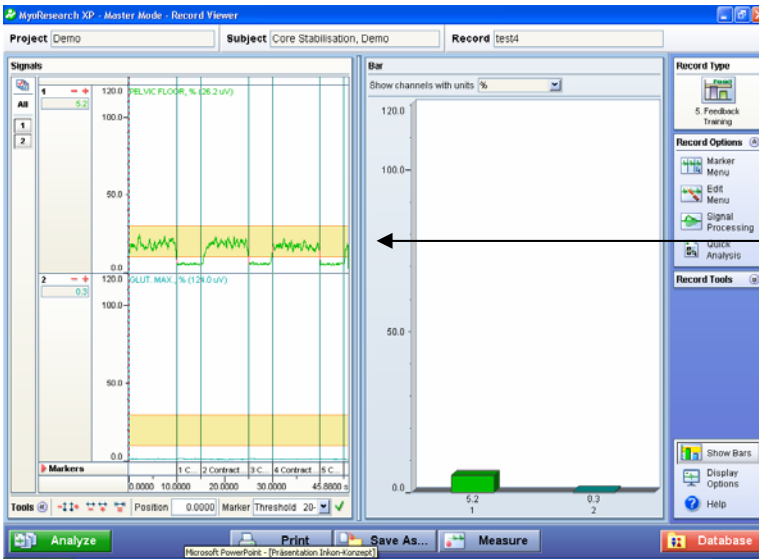 MyoResearch XP - Master Mode - Record Viewer
Project Demo Subject Core Stabilisation, Demo Record test4
Signals
All
1
2
1 - +
5.2
120.0
PELVIC FLOOR, % (26.2 uV)
100.0
50.0
0.0
2 - +
0.3
120.0
GLUT. MAX., % (124.0 uV)
100.0
50.0
0.0
Markers
1 C... 2 Contract... 3 C... 4 Contract... 5 C...
0.0000 10.0000 20.0000 30.0000 45.8800 s
Tools Position 0.0000 Marker Threshold 20-
Bar
Show channels with units %
120.0
100.0
50.0
0.0
5.2 0.3
1 2
Record Type
5. Feedback
Training
Record Options
Marker
Menu
Edit
Menu
Signal
Processing
Quick
Analysis
Record Tools
Show Bars
Display
Options
Help
Analyze Print Save As... Measure Database
Microsoft PowerPoint - [Präsentation Inkon-Konzept]